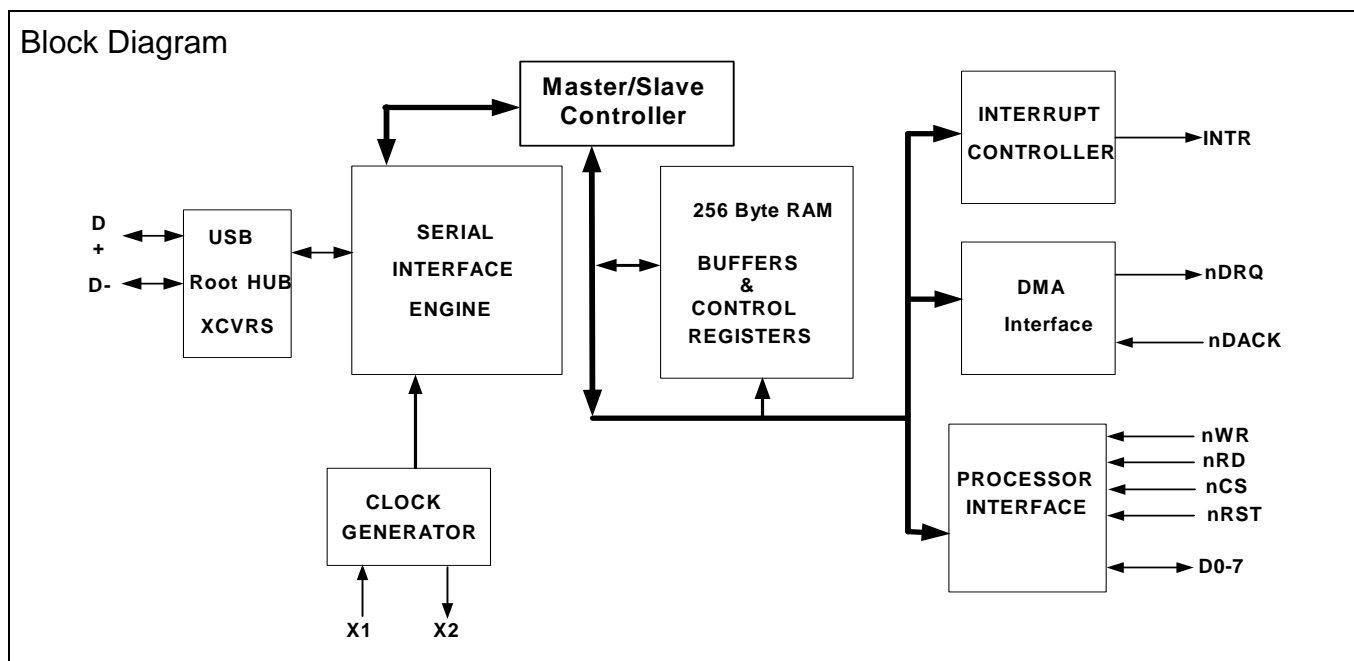 Block Diagram
Master/Slave
Controller
INTERRUPT
CONTROLLER
INTR
D
+
D-
USB
Root HUB
XCVRS
SERIAL
INTERFACE
ENGINE
256 Byte RAM
BUFFERS
&
CONTROL
REGISTERS
DMA
Interface
nDRQ
nDACK
CLOCK
GENERATOR
X1
X2
PROCESSOR
INTERFACE
nWR
nRD
nCS
nRST
D0-7